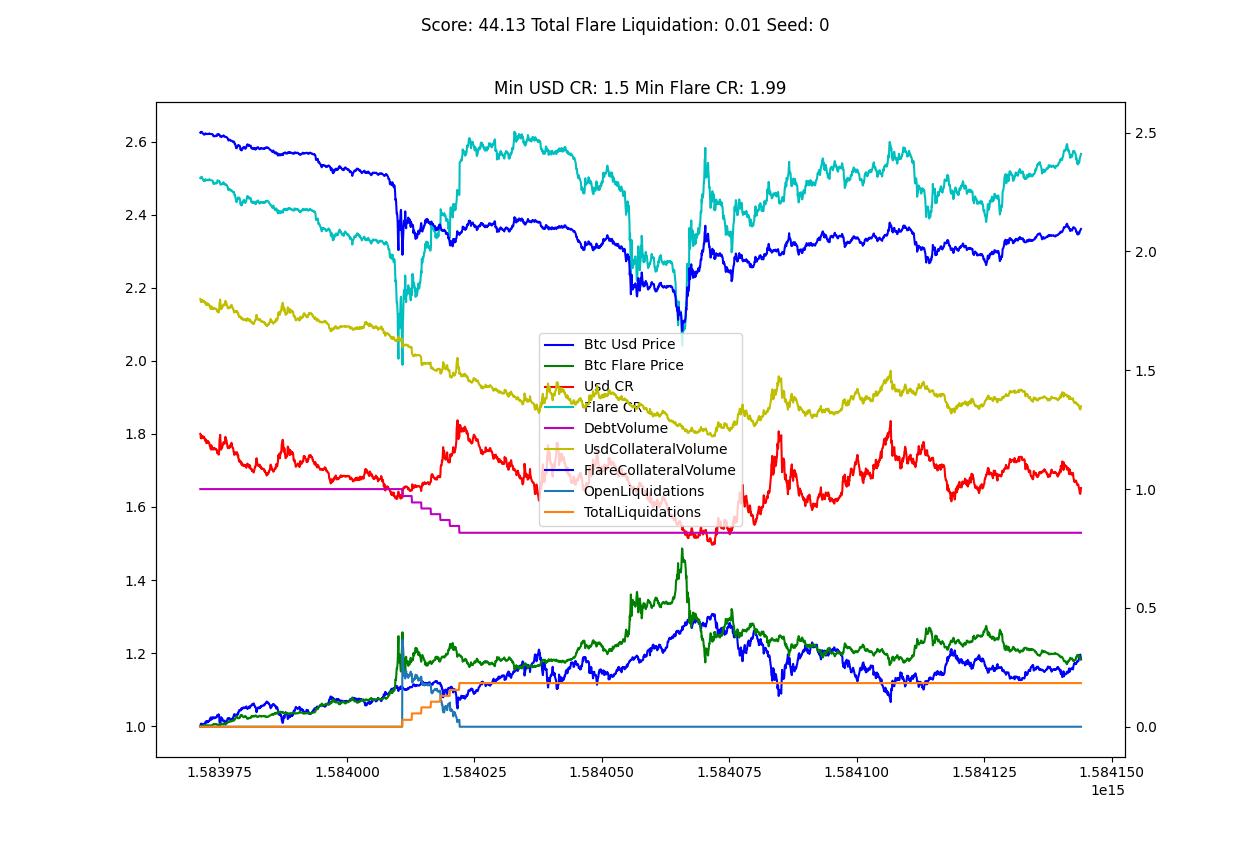 Score: 44.13 Total Flare Liquidation: 0.01 Seed: 0
Min USD CR: 1.5 Min Flare CR: 1.99
2.6
2.4
2.2
2.0
1.8
1.6
1.4
1.2
1.0
2.5
2.0
1.5
1.0
0.5
0.0
Btc Usd Price
Btc Flare Price
Usd CR
Flare CR
DebtVolume
UsdCollateralVolume
FlareCollateralVolume
OpenLiquidations
TotalLiquidations
1.583975 1.584000 1.584025 1.584050 1.584075 1.584100 1.584125 1.584150
1e15